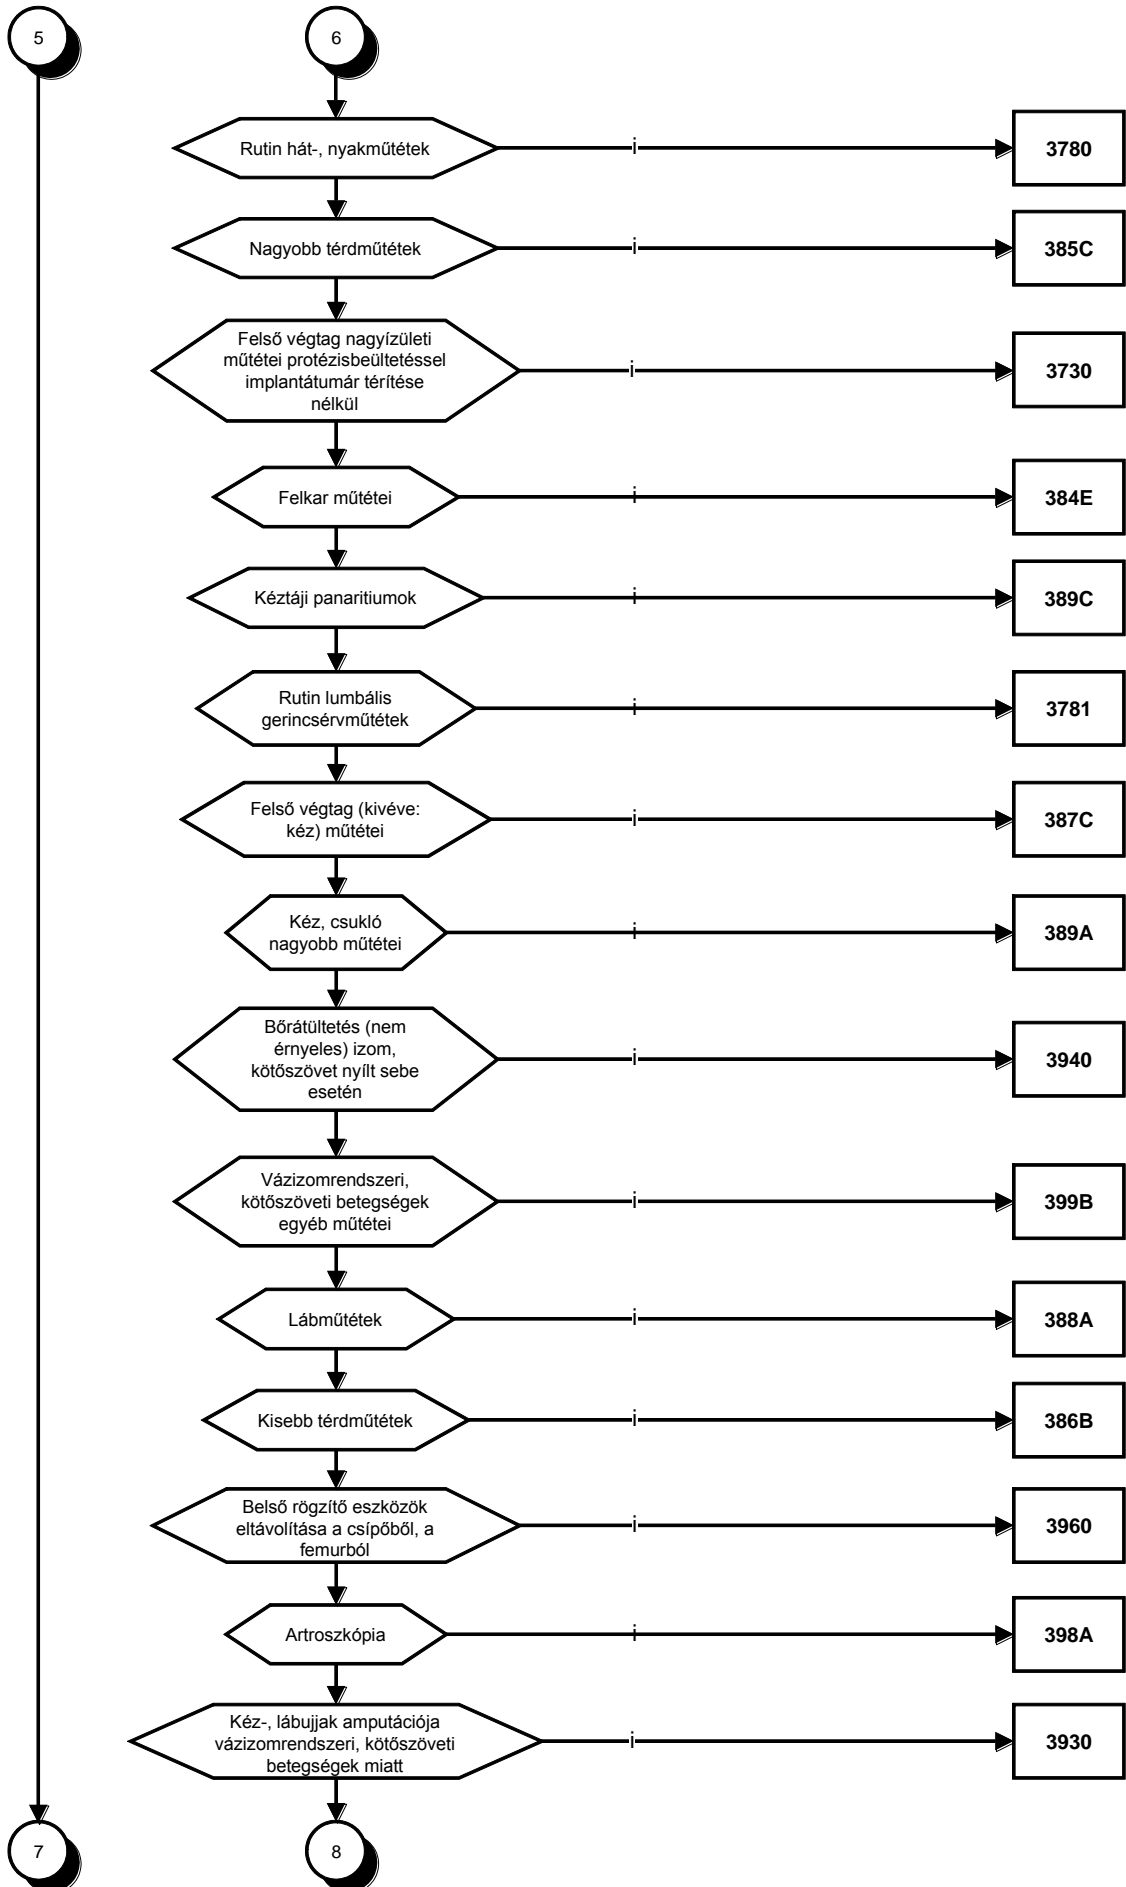 5
6
Rutin hát-, nyakműtétek
i
3780
Nagyobb térdműtétek
i
385C
Felső végtag nagyízületi
műtétei protézisbeültetéssel
implantátumár térítése
nélkül
i
3730
Felkar műtétei
i
384E
Kéztáji panaritiumok
i
389C
Rutin lumbális
gerincsérvműtétek
i
3781
Felső végtag (kivéve:
kéz) műtétei
i
387C
Kéz, csukló
nagyobb műtétei
i
389A
Bőrátültetés (nem
érnyeles) izom,
kötőszövet nyílt sebe
esetén
i
3940
Vázizomrendszeri,
kötőszöveti betegségek
egyéb műtétei
i
399B
Lábműtétek
i
388A
Kisebb térdműtétek
i
386B
Belső rögzítő eszközök
eltávolítása a csípőből, a
femurból
i
3960
Artroszkópia
i
398A
Kéz-, lábujjak amputációja
vázizomrendszeri, kötőszöveti
betegségek miatt
i
3930
7
8